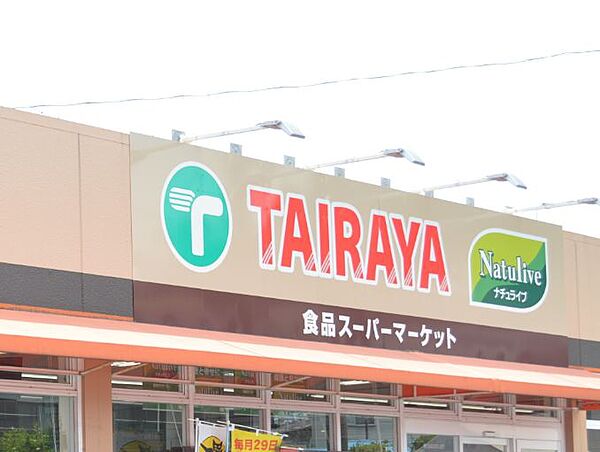 TAIRAYA
Natulive
ナチュライブ
食品スーパーマーケット
毎月29日